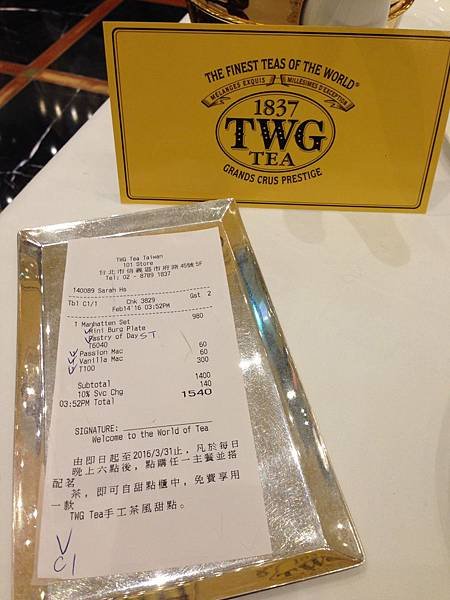 THE FINEST TEAS OF THE WORLD®
MÉLANGES EXQUIS MILLÉSIMES D'EXCEPTION
1837
TWG
TEA
GRANDS CRUS PRESTIGE
TWG Tea Taiwan
101 Store
台北市信義區市府路45號5F
Tel: 02 - 8789 1837
140089 Sarah Ho
Tbl C1/1 Chk 3829 Gst 2
Feb14'16 03:52PM
1 Manhatten Set 980
Mini Burg Plate
Pastry of Day ST
T6040
V Passion Mac 60
V Vanilla Mac 60
V T100 300
Subtotal 1400
10% Svc Chg 140
03:52PM Total 1540
SIGNATURE:
Welcome to the World of Tea
由即日起至2016/3/31止, 凡於每日
晚上六點後, 點購任一主餐並搭
配茗
茶, 即可自甜點櫃中, 免費享用
一款
TWG Tea手工茶風甜點。
V
C1